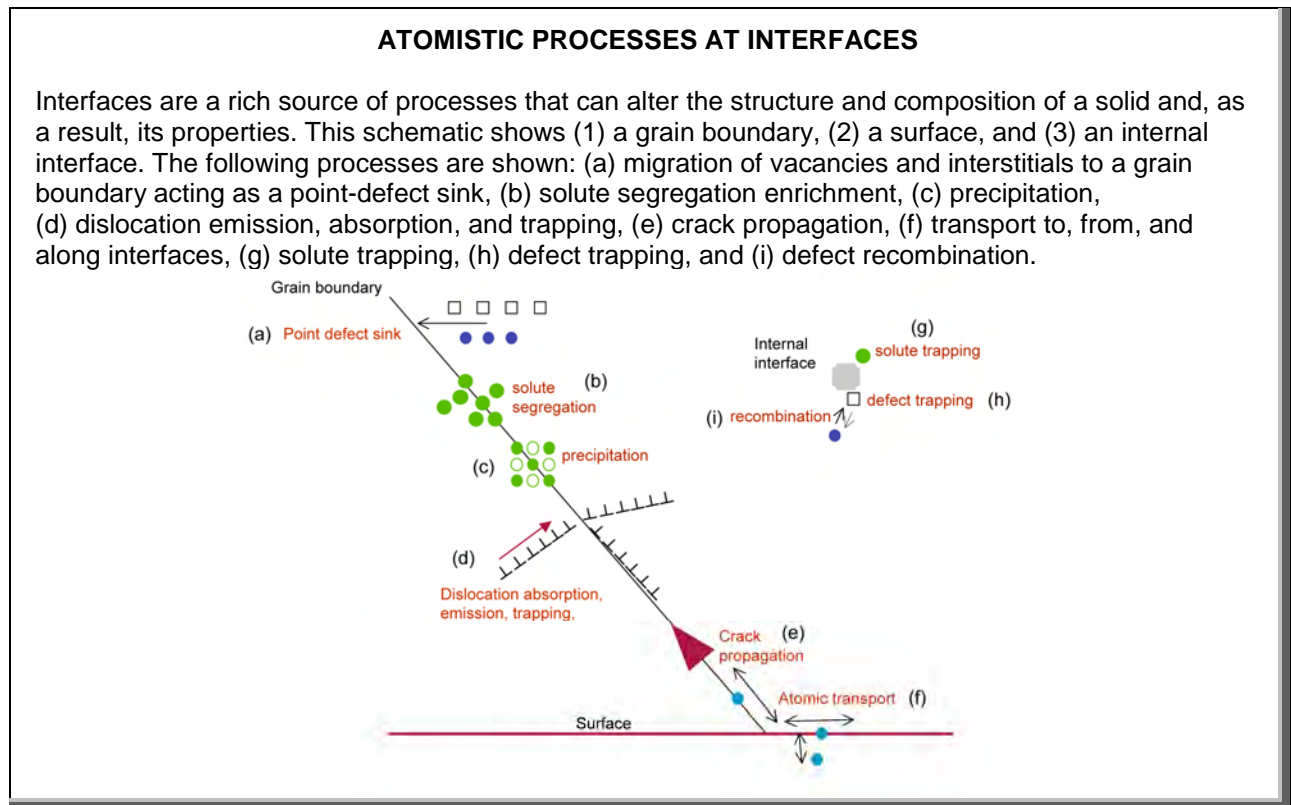 ATOMISTIC PROCESSES AT INTERFACES
Interfaces are a rich source of processes that can alter the structure and composition of a solid and, as
a result, its properties. This schematic shows (1) a grain boundary, (2) a surface, and (3) an internal
interface. The following processes are shown: (a) migration of vacancies and interstitials to a grain
boundary acting as a point-defect sink, (b) solute segregation enrichment, (c) precipitation,
(d) dislocation emission, absorption, and trapping, (e) crack propagation, (f) transport to, from, and
along interfaces, (g) solute trapping, (h) defect trapping, and (i) defect recombination.
Grain boundary
(a) Point defect sink
(g)
solute trapping
Internal
interface
defect trapping (h)
(i) recombination
solute (b)
segregation
(c) precipitation
(d)
Dislocation absorption,
emission, trapping,
Crack (e)
propagation
Atomic transport (f)
Surface